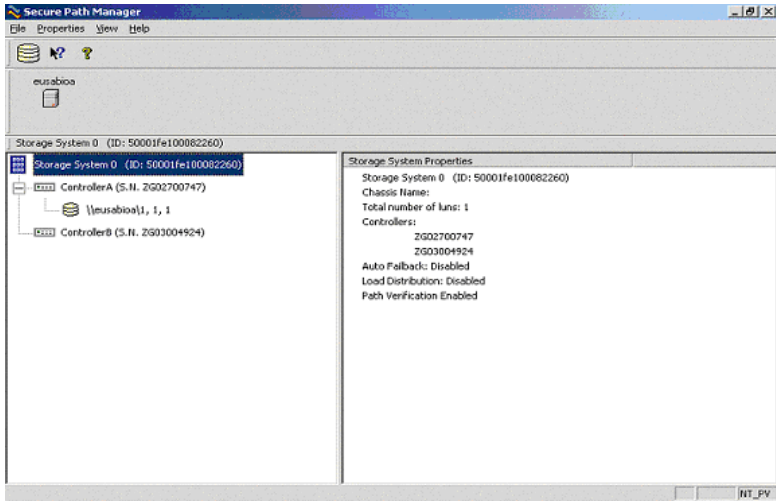 Secure Path Manager
File Properties View Help
eusabioa
Storage System 0 (ID: 50001fe100082260)
Storage System 0 (ID: 50001fe100082260)
ControllerA (S.N. ZG02700747)
\\eusabioa\1, 1, 1
ControllerB (S.N. ZG03004924)
Storage System Properties
Storage System 0 (ID: 50001fe100082260)
Chassis Name:
Total number of luns: 1
Controllers:
ZG02700747
ZG03004924
Auto Failback: Disabled
Load Distribution: Disabled
Path Verification Enabled
NT_PV